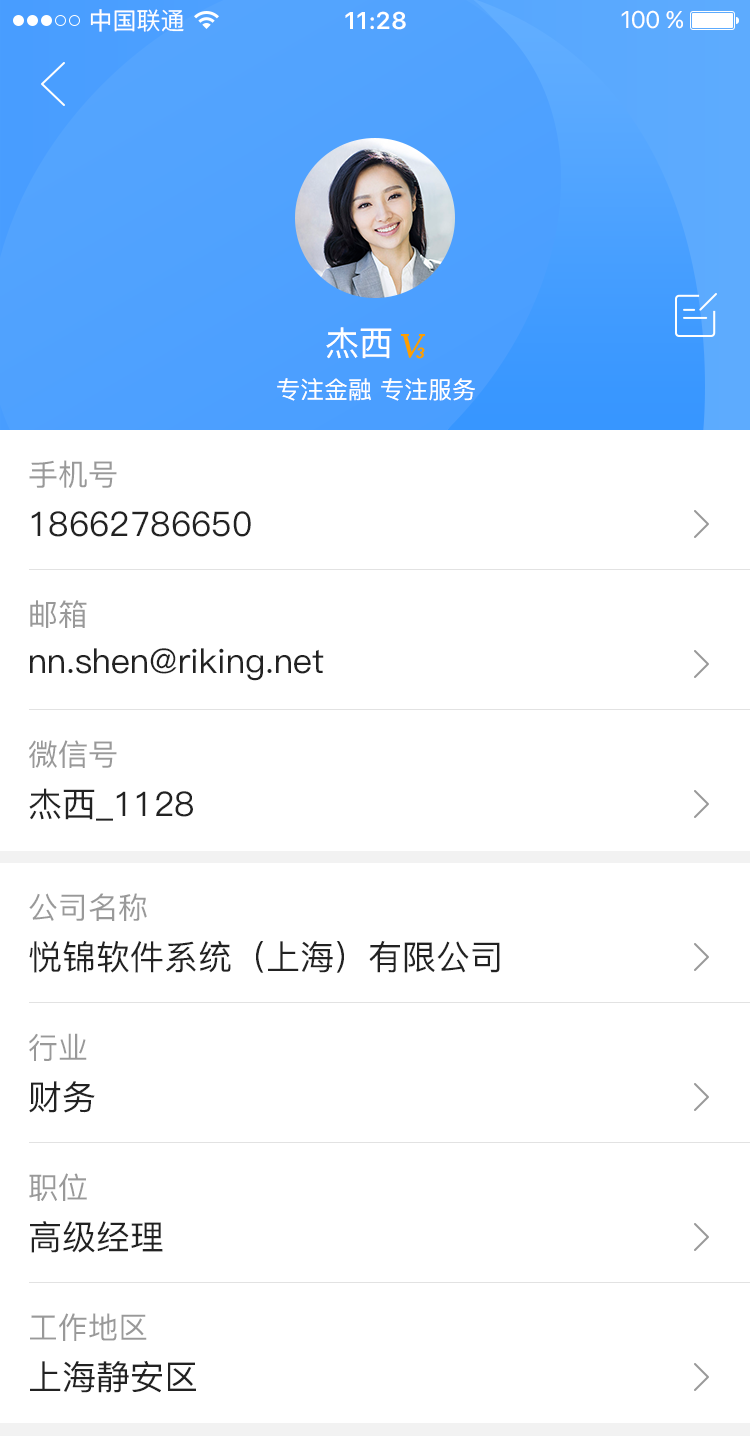 中国联通 11:28 100 %
杰西 V3
专注金融 专注服务
手机号
18662786650
邮箱
nn.shen@riking.net
微信号
杰西_1128
公司名称
悦锦软件系统（上海）有限公司
行业
财务
职位
高级经理
工作地区
上海静安区